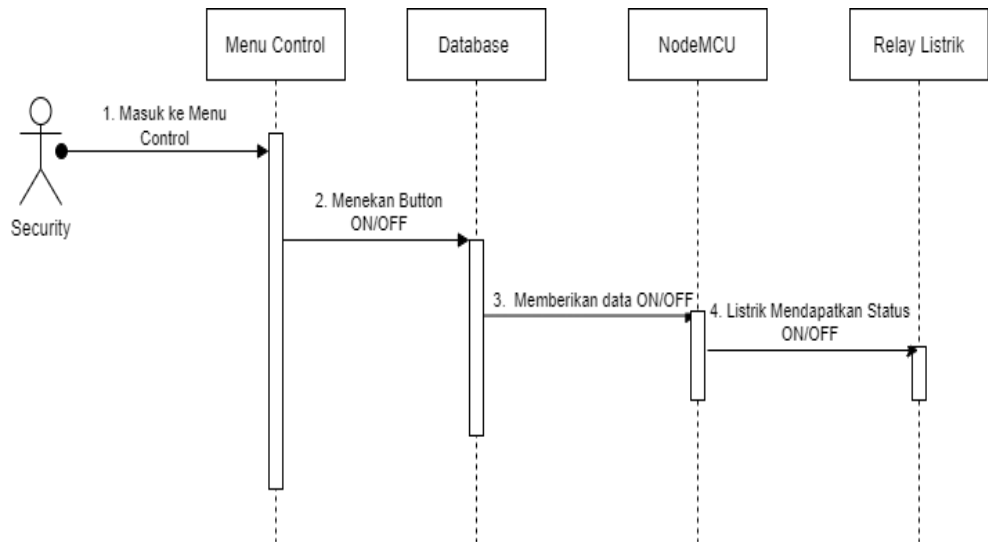 Menu Control
Database
NodeMCU
Relay Listrik
1. Masuk ke Menu
Control
Security
2. Menekan Button
ON/OFF
3. Memberikan data ON/OFF
4. Listrik Mendapatkan Status
ON/OFF